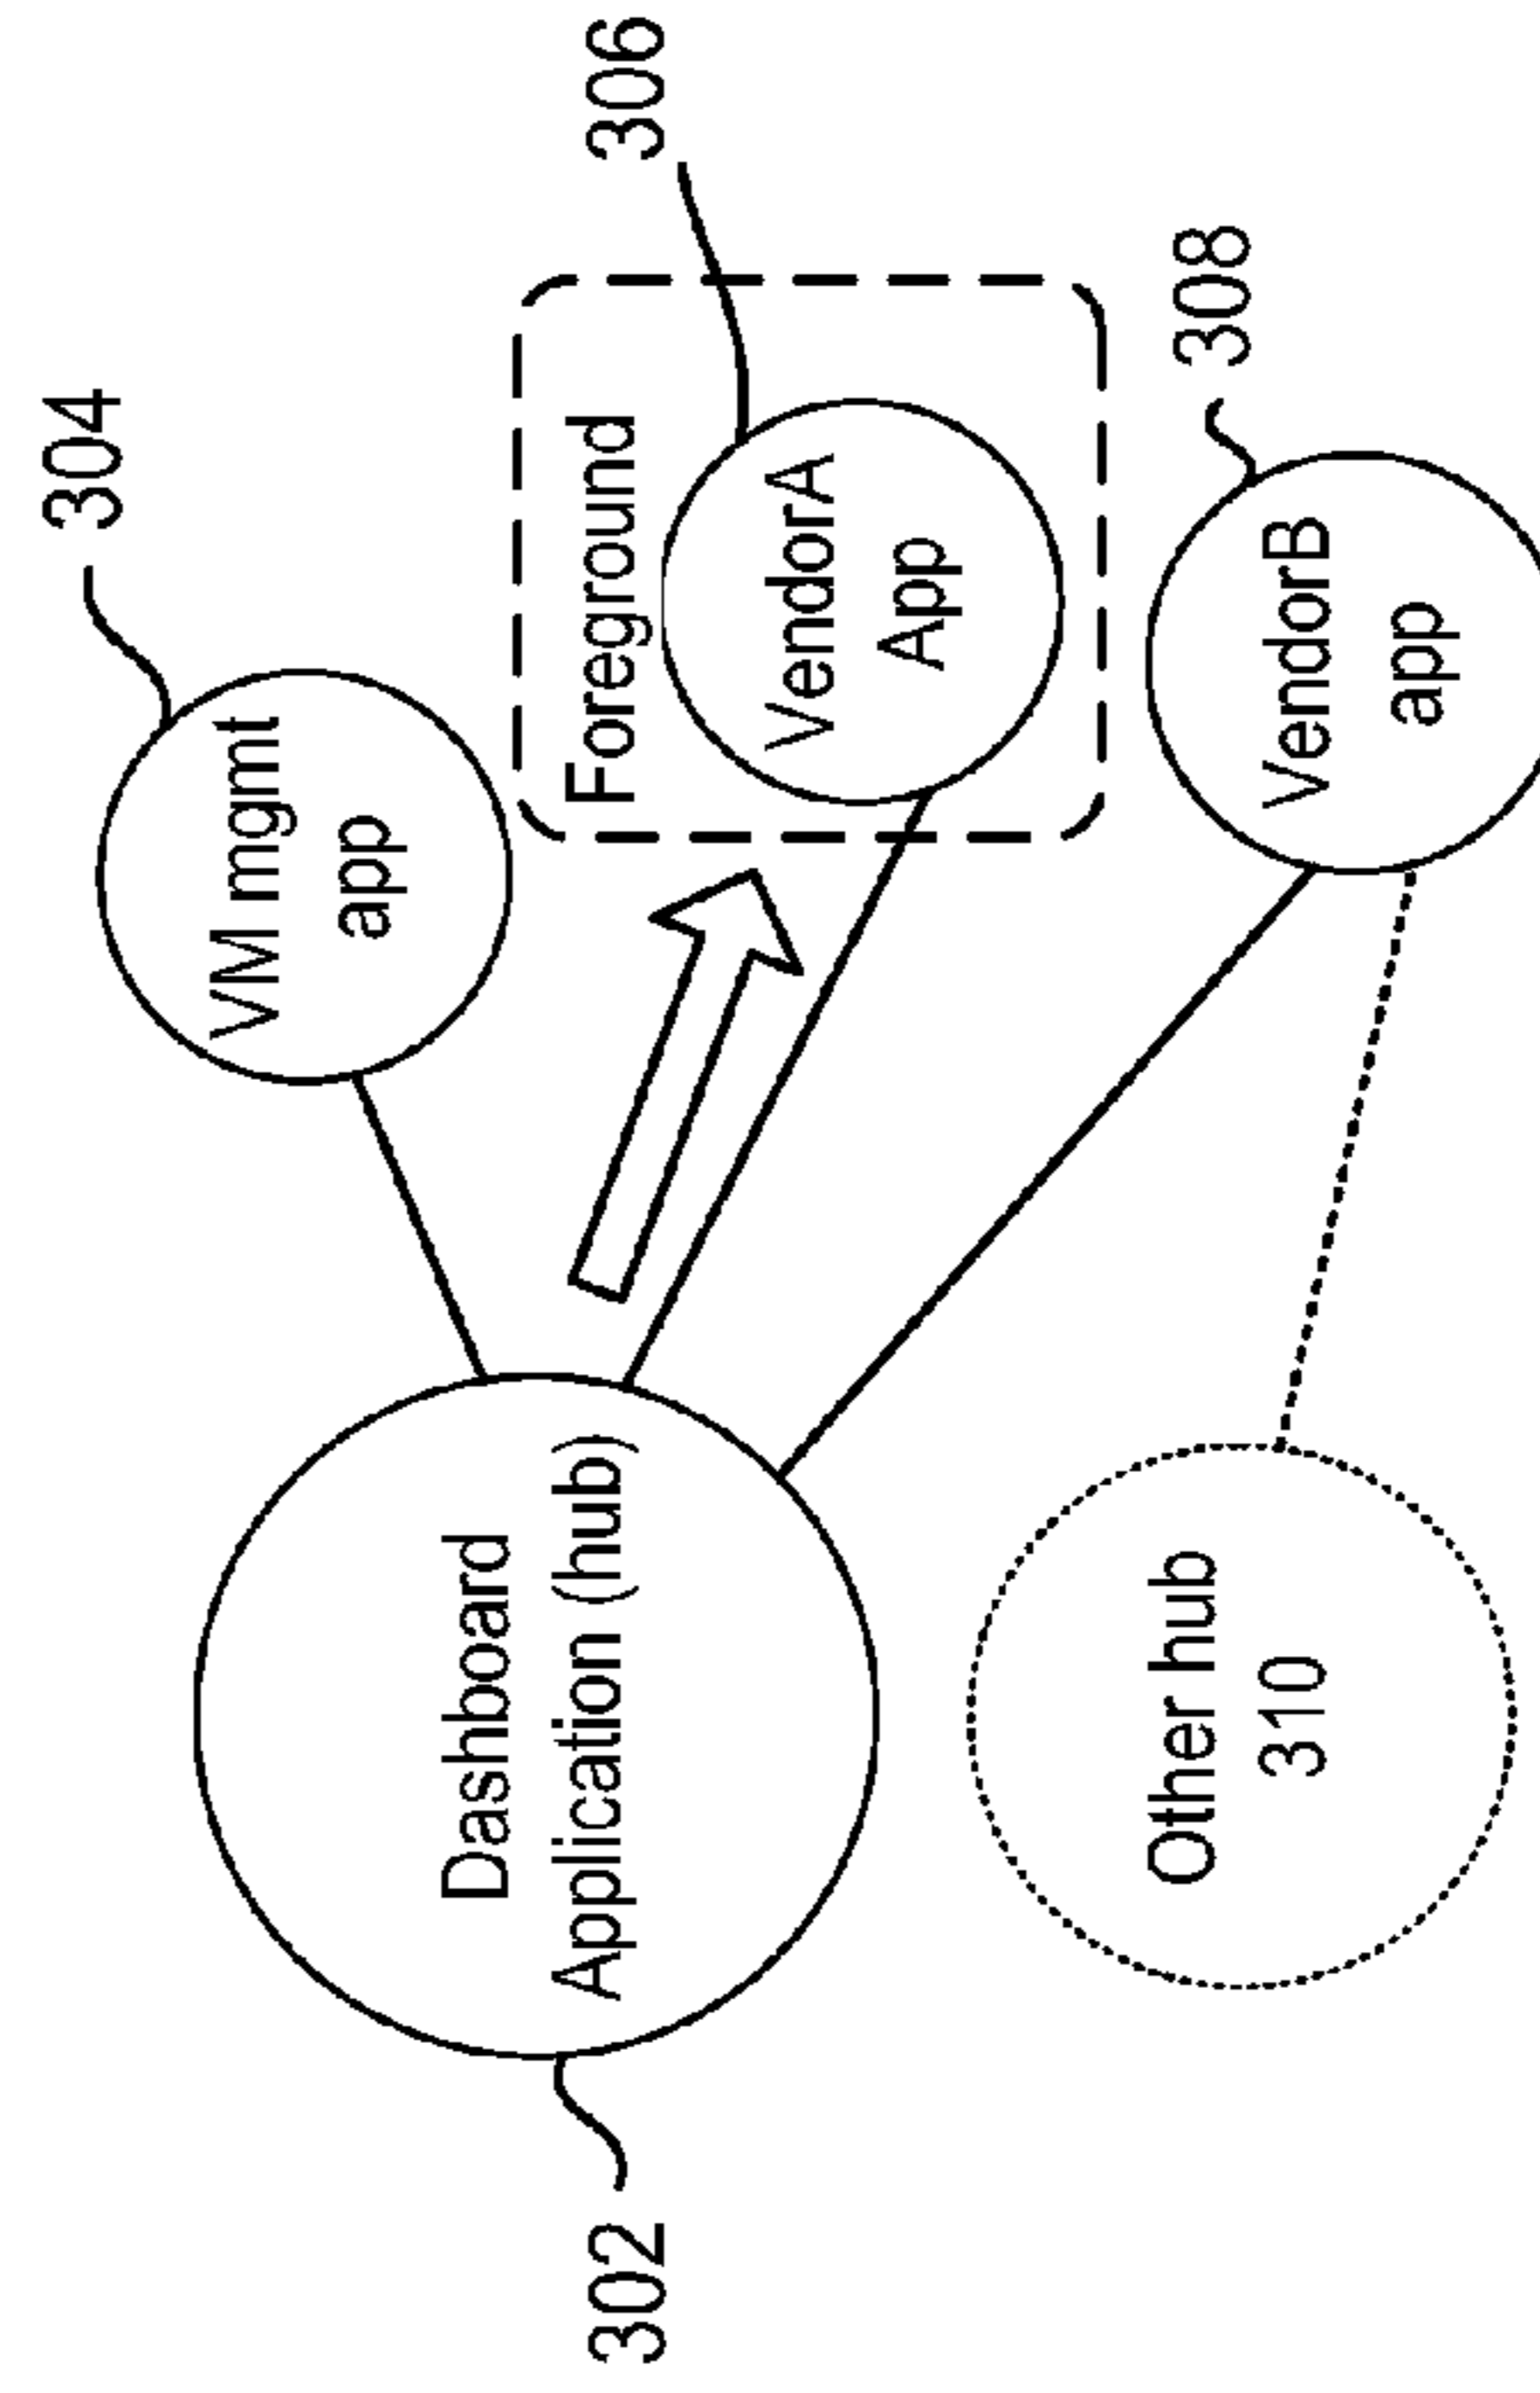 304
VM mgmt
app
306
Foreground
VendorA
App
308
VendorB
app
Dashboard
Application (hub)
302
Other hub
310